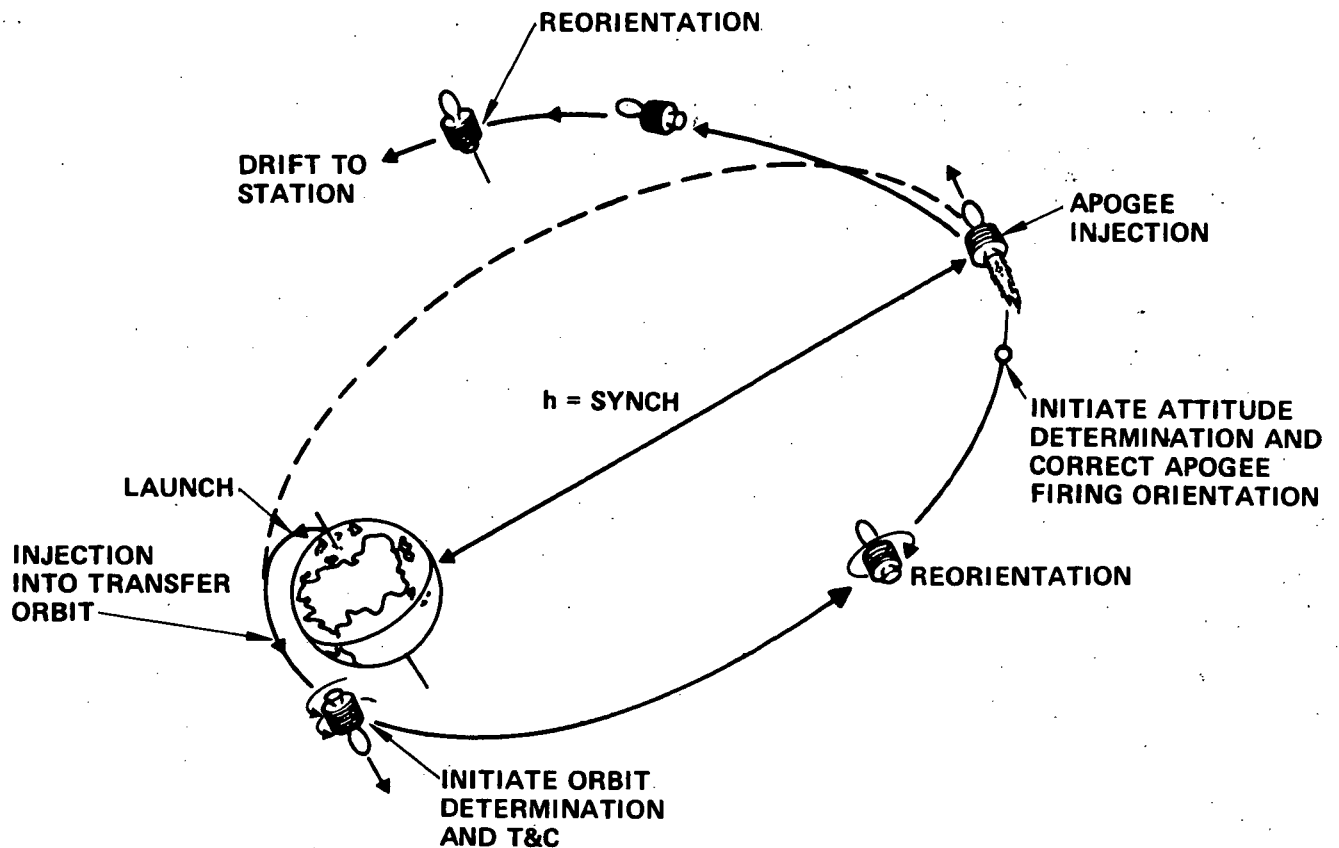 REORIENTATION
DRIFT TO
STATION
APOGEE
INJECTION
h = SYNCH
INITIATE ATTITUDE
DETERMINATION AND
CORRECT APOGEE
FIRING ORIENTATION
LAUNCH
INJECTION
INTO TRANSFER
ORBIT
REORIENTATION
INITIATE ORBIT
DETERMINATION
AND T&C